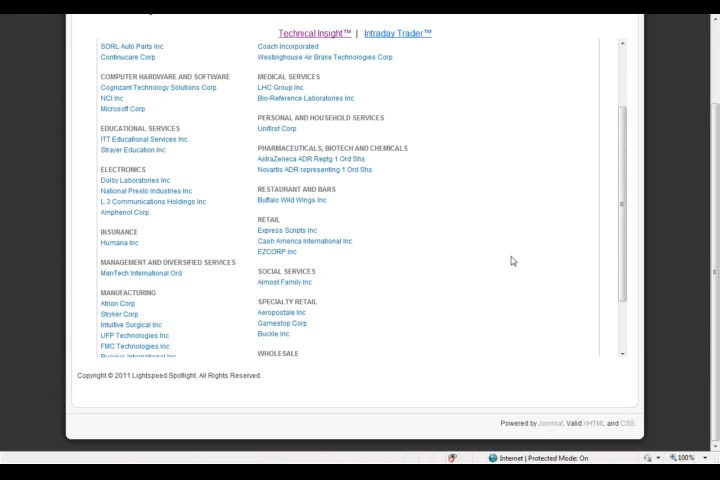 Technical Insight™ | Intraday Trader™
SORL Auto Parts Inc
Continucare Corp
COMPUTER HARDWARE AND SOFTWARE
Cognizant Technology Solutions Corp
NCI Inc
Microsoft Corp
EDUCATIONAL SERVICES
ITT Educational Services Inc
Strayer Education Inc
ELECTRONICS
Dolby Laboratories Inc
National Presto Industries Inc
L 3 Communications Holdings Inc
Amphenol Corp
INSURANCE
Humana Inc
MANAGEMENT AND DIVERSIFIED SERVICES
ManTech International Ord
MANUFACTURING
Atrion Corp
Stryker Corp
Intuitive Surgical Inc
UFP Technologies Inc
FMC Technologies Inc
Coach Incorporated
Westinghouse Air Brake Technologies Corp
MEDICAL SERVICES
LHC Group Inc
Bio-Reference Laboratories Inc
PERSONAL AND HOUSEHOLD SERVICES
Unifirst Corp
PHARMACEUTICALS, BIOTECH AND CHEMICALS
AstraZeneca ADR Reptg 1 Ord Shs
Novartis ADR representing 1 Ord Shs
RESTAURANT AND BARS
Buffalo Wild Wings Inc
RETAIL
Express Scripts Inc
Cash America International Inc
EZCORP Inc
SOCIAL SERVICES
Almost Family Inc
SPECIALTY RETAIL
Aeropostale Inc
Gamestop Corp
Buckle Inc
WHOLESALE
Copyright © 2011 Lightspeed Spotlight. All Rights Reserved.
Powered by Joomla!. Valid XHTML and CSS.
Internet | Protected Mode: On
100%